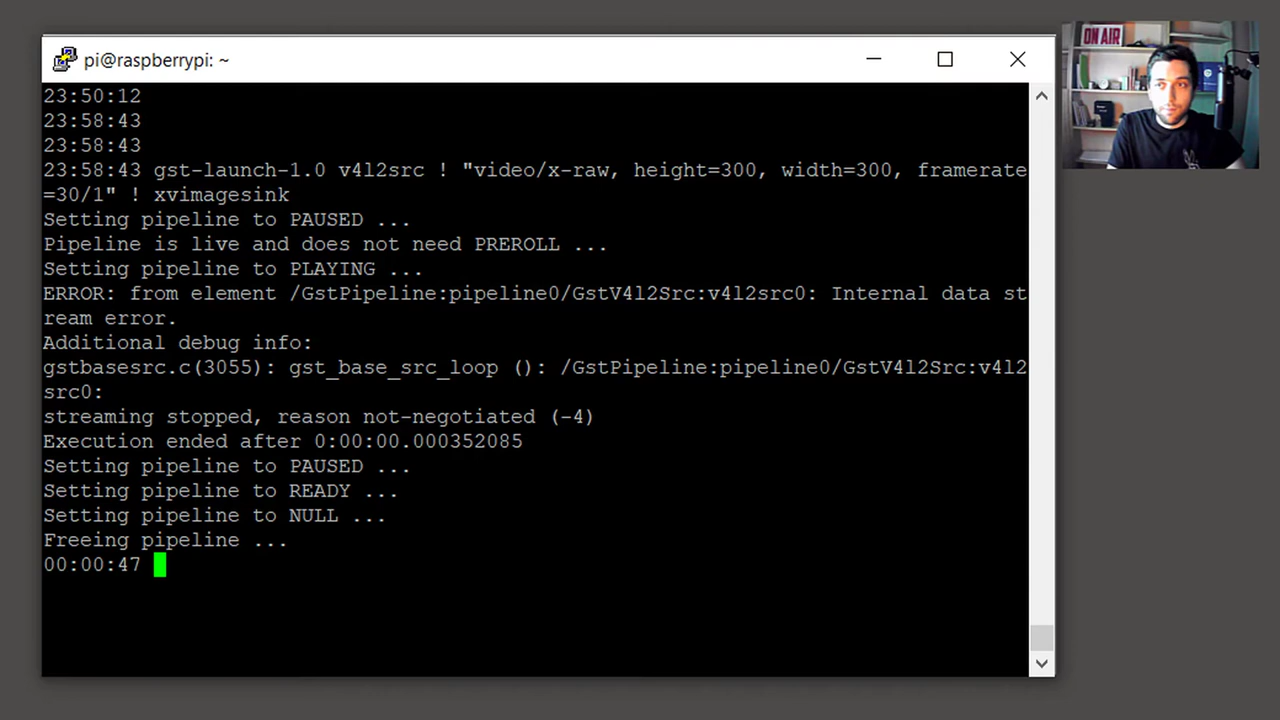 pi@raspberrypi: ~
ON AIR
23:50:12
23:58:43
23:58:43
23:58:43 gst-launch-1.0 v4l2src ! "video/x-raw, height=300, width=300, framerate
=30/1" ! xvimagesink
Setting pipeline to PAUSED ...
Pipeline is live and does not need PREROLL ...
Setting pipeline to PLAYING ...
ERROR: from element /GstPipeline:pipeline0/GstV4l2Src:v4l2src0: Internal data st
ream error.
Additional debug info:
gstbasesrc.c(3055): gst_base_src_loop (): /GstPipeline:pipeline0/GstV4l2Src:v4l2
src0:
streaming stopped, reason not-negotiated (-4)
Execution ended after 0:00:00.000352085
Setting pipeline to PAUSED ...
Setting pipeline to READY ...
Setting pipeline to NULL ...
Freeing pipeline ...
00:00:47